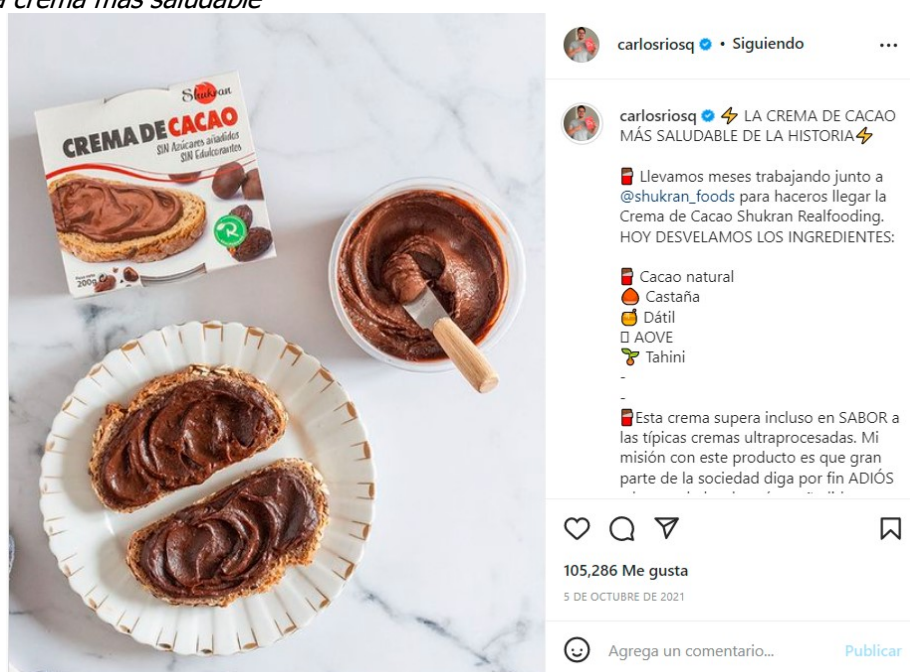 a crema más saludable
Shukran
CREMA DE CACAO
SIN Azúcares añadidos
SIN Edulcorantes
R
Peso neto
200g
carlosriosq • Siguiendo
carlosriosq ⚡ LA CREMA DE CACAO
MÁS SALUDABLE DE LA HISTORIA⚡
🍫 Llevamos meses trabajando junto a
@shukran_foods para haceros llegar la
Crema de Cacao Shukran Realfooding.
HOY DESVELAMOS LOS INGREDIENTES:
🍫 Cacao natural
🌰 Castaña
🍯 Dátil
▯ AOVE
🌱 Tahini
-
-
🍫Esta crema supera incluso en SABOR a
las típicas cremas ultraprocesadas. Mi
misión con este producto es que gran
parte de la sociedad diga por fin ADIÓS
105,286 Me gusta
5 DE OCTUBRE DE 2021
Agrega un comentario... Publicar